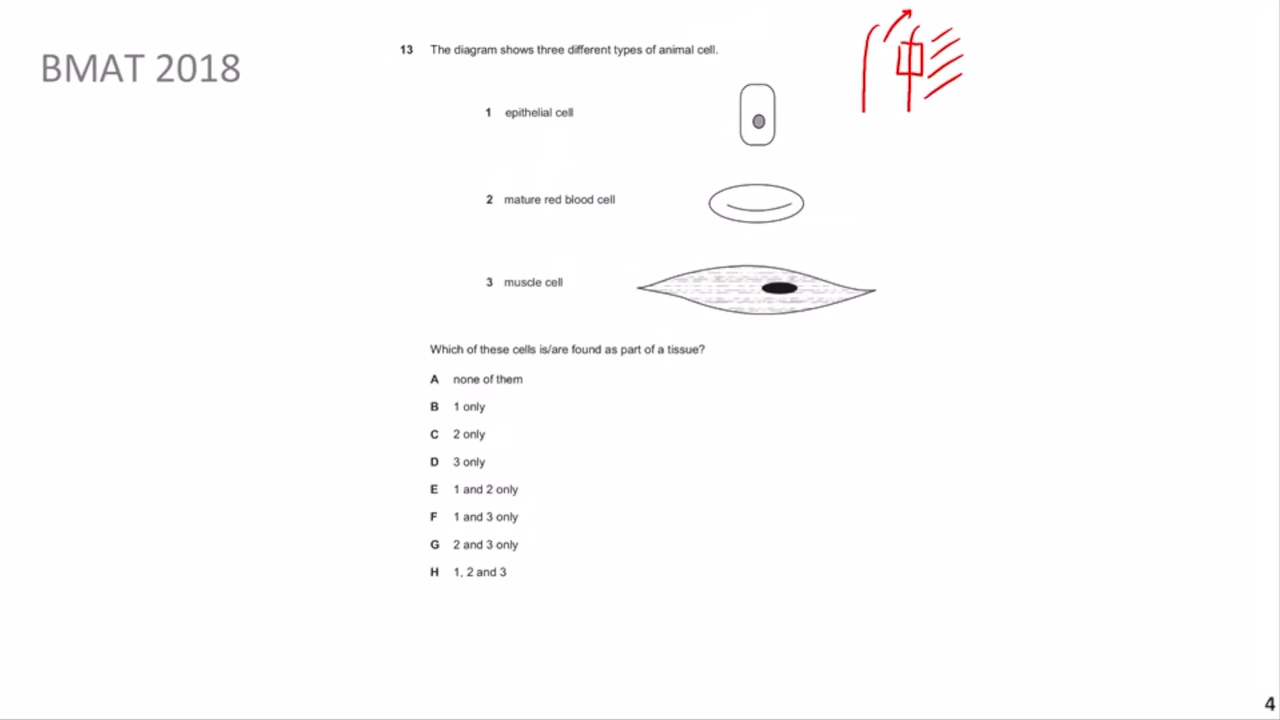 BMAT 2018
13 The diagram shows three different types of animal cell.
1 epithelial cell
2 mature red blood cell
3 muscle cell
Which of these cells is/are found as part of a tissue?
A none of them
B 1 only
C 2 only
D 3 only
E 1 and 2 only
F 1 and 3 only
G 2 and 3 only
H 1, 2 and 3
4